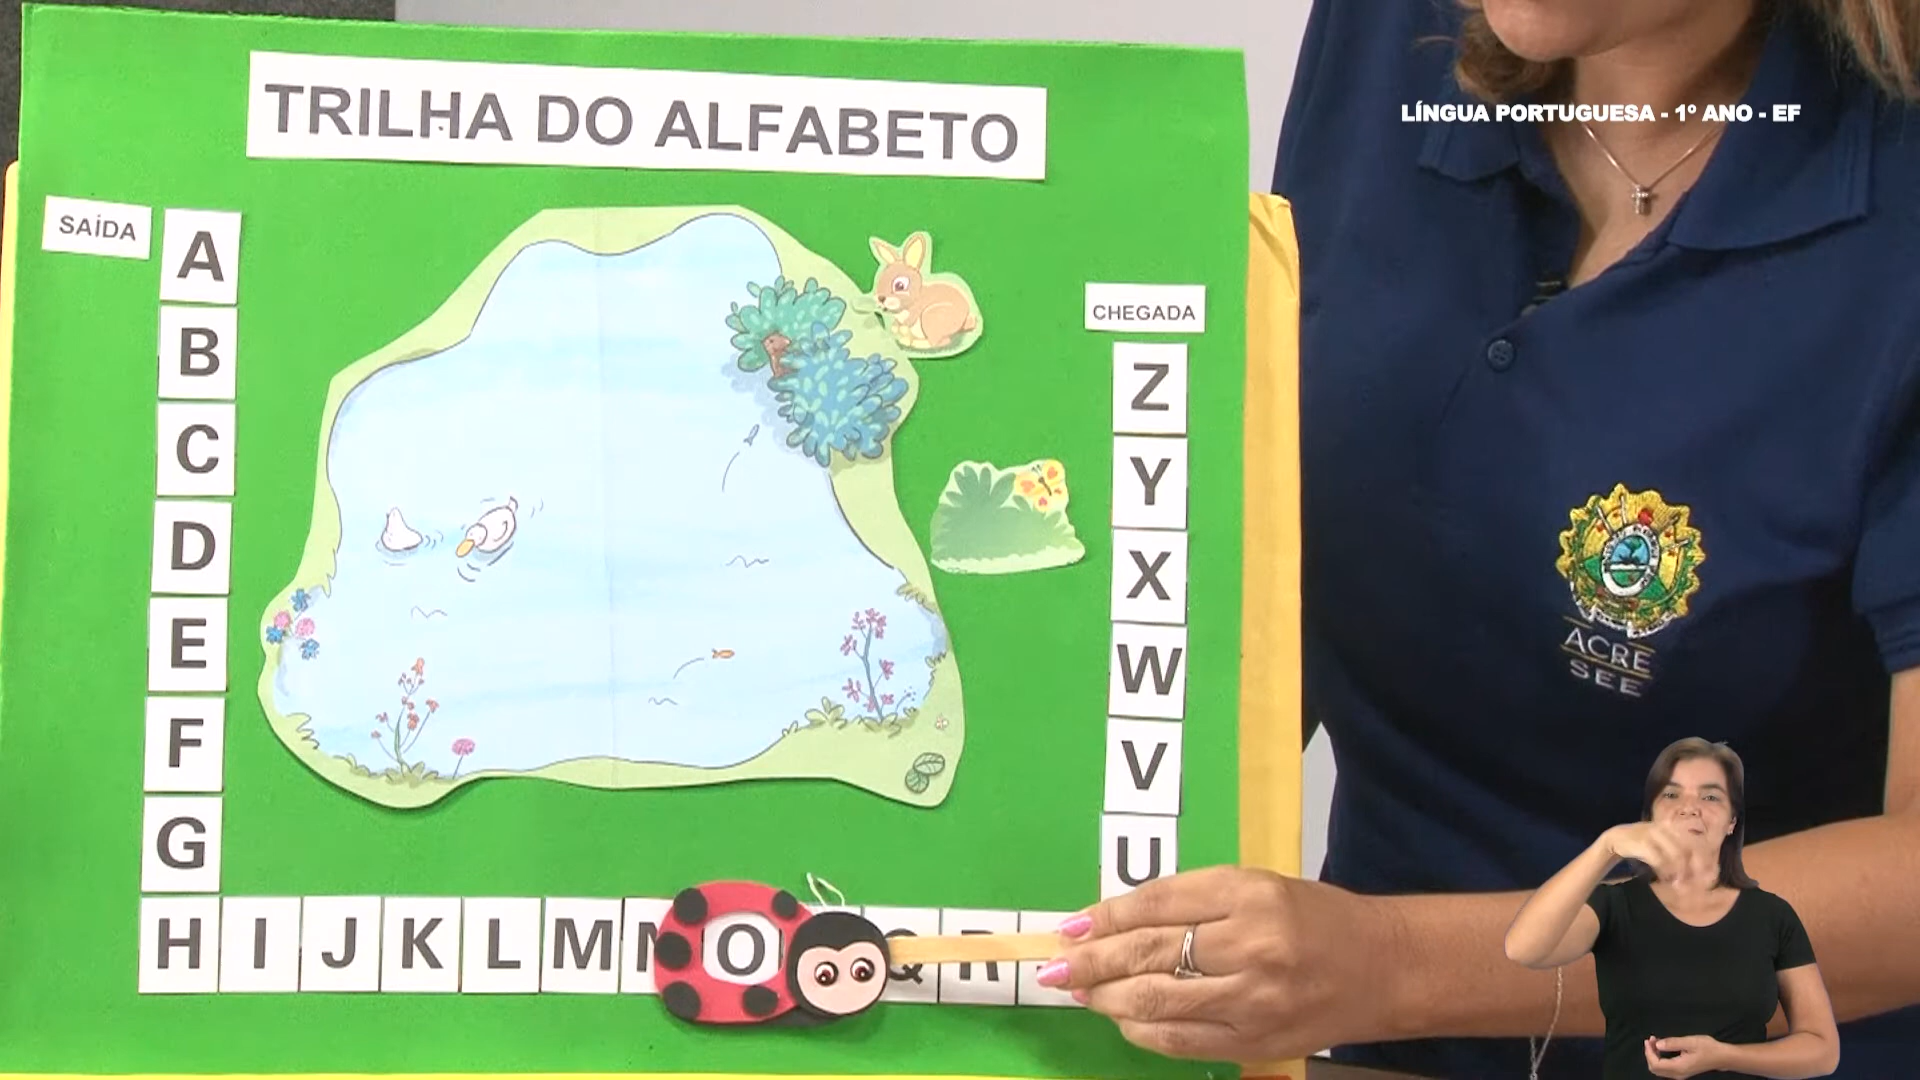 TRILHA DO ALFABETO
LÍNGUA PORTUGUESA - 1º ANO - EF
SAÍDA
A
B
C
D
E
F
G
H I J K L M N O Q R
CHEGADA
Z
Y
X
W
V
U
ACRE
SEE